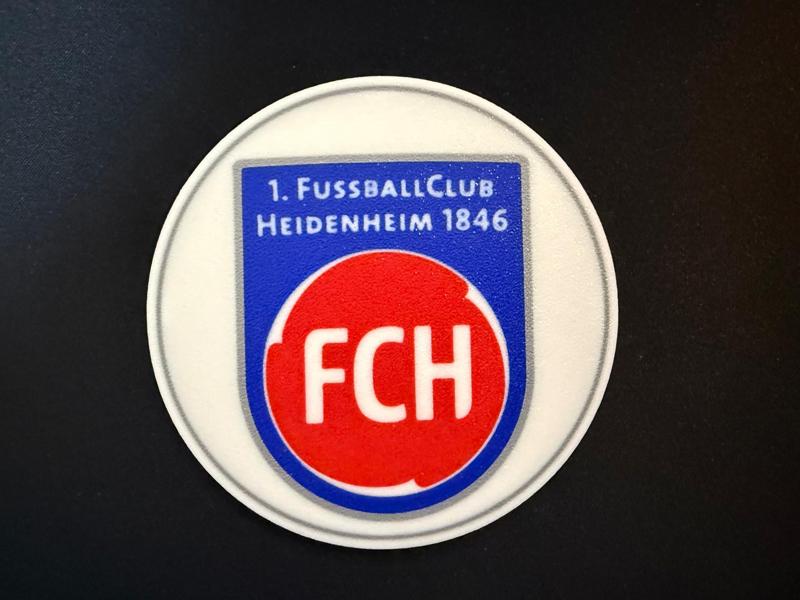 1. FUSSBALLCLUB
HEIDENHEIM 1846
FCH